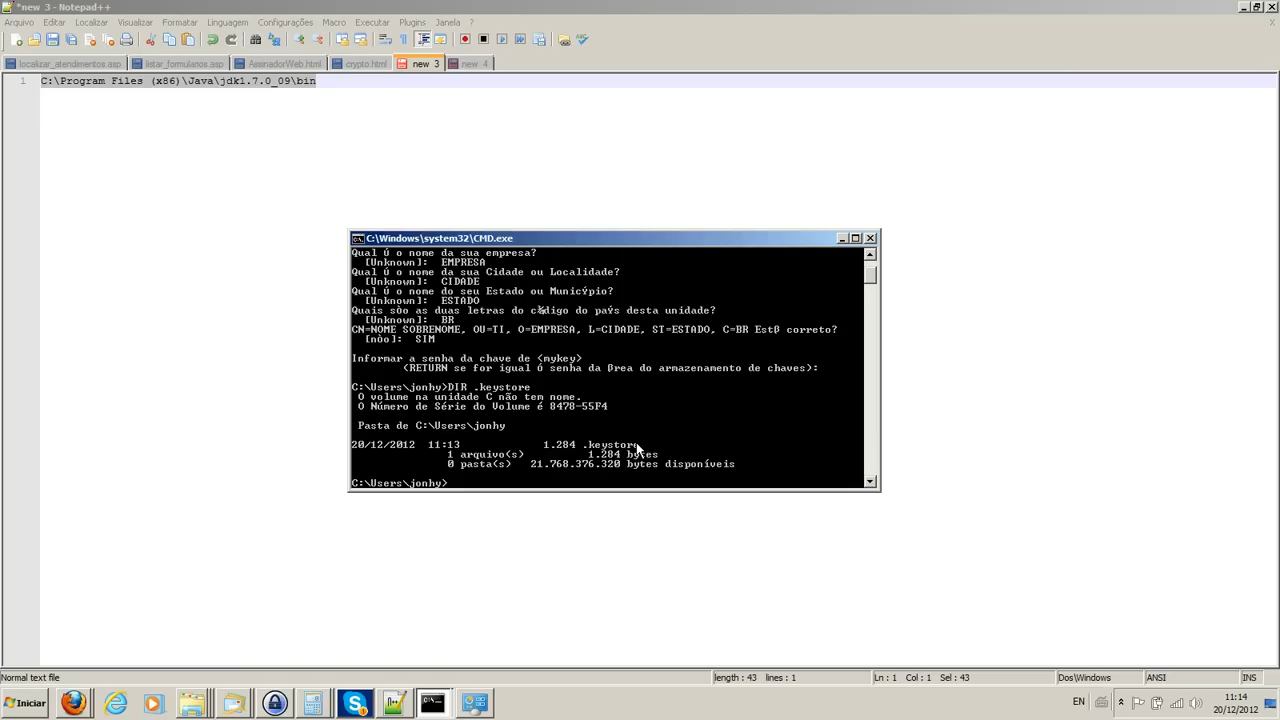 *new 3 - Notepad++
Arquivo Editar Localizar Visualizar Formatar Linguagem Configurações Macro Executar Plugins Janela ?
X
localizar_atendimentos.asp listar_formularios.asp AssinadorWeb.html crypto.html new 3 new 4
1 C:\Program Files (x86)\Java\jdk1.7.0_09\bin
C:\Windows\system32\CMD.exe
Qual Ú o nome da sua empresa?
[Unknown]: EMPRESA
Qual Ú o nome da sua Cidade ou Localidade?
[Unknown]: CIDADE
Qual Ú o nome do seu Estado ou Municýpio?
[Unknown]: ESTADO
Quais sòo as duas letras do c¾digo do paýs desta unidade?
[Unknown]: BR
CN=NOME SOBRENOME, OU=TI, O=EMPRESA, L=CIDADE, ST=ESTADO, C=BR Estß correto?
[nòo]: SIM
Informar a senha da chave de <mykey>
(RETURN se for igual Ó senha da ßrea do armazenamento de chaves):
C:\Users\jonhy>DIR .keystore
O volume na unidade C não tem nome.
O Número de Série do Volume é 8478-55F4
Pasta de C:\Users\jonhy
20/12/2012 11:13 1.284 .keystore
1 arquivo(s) 1.284 bytes
0 pasta(s) 21.768.376.320 bytes disponíveis
C:\Users\jonhy>
Normal text file length : 43 lines : 1 Ln : 1 Col : 1 Sel : 43 Dos\Windows ANSI INS
Iniciar EN 11:14
20/12/2012